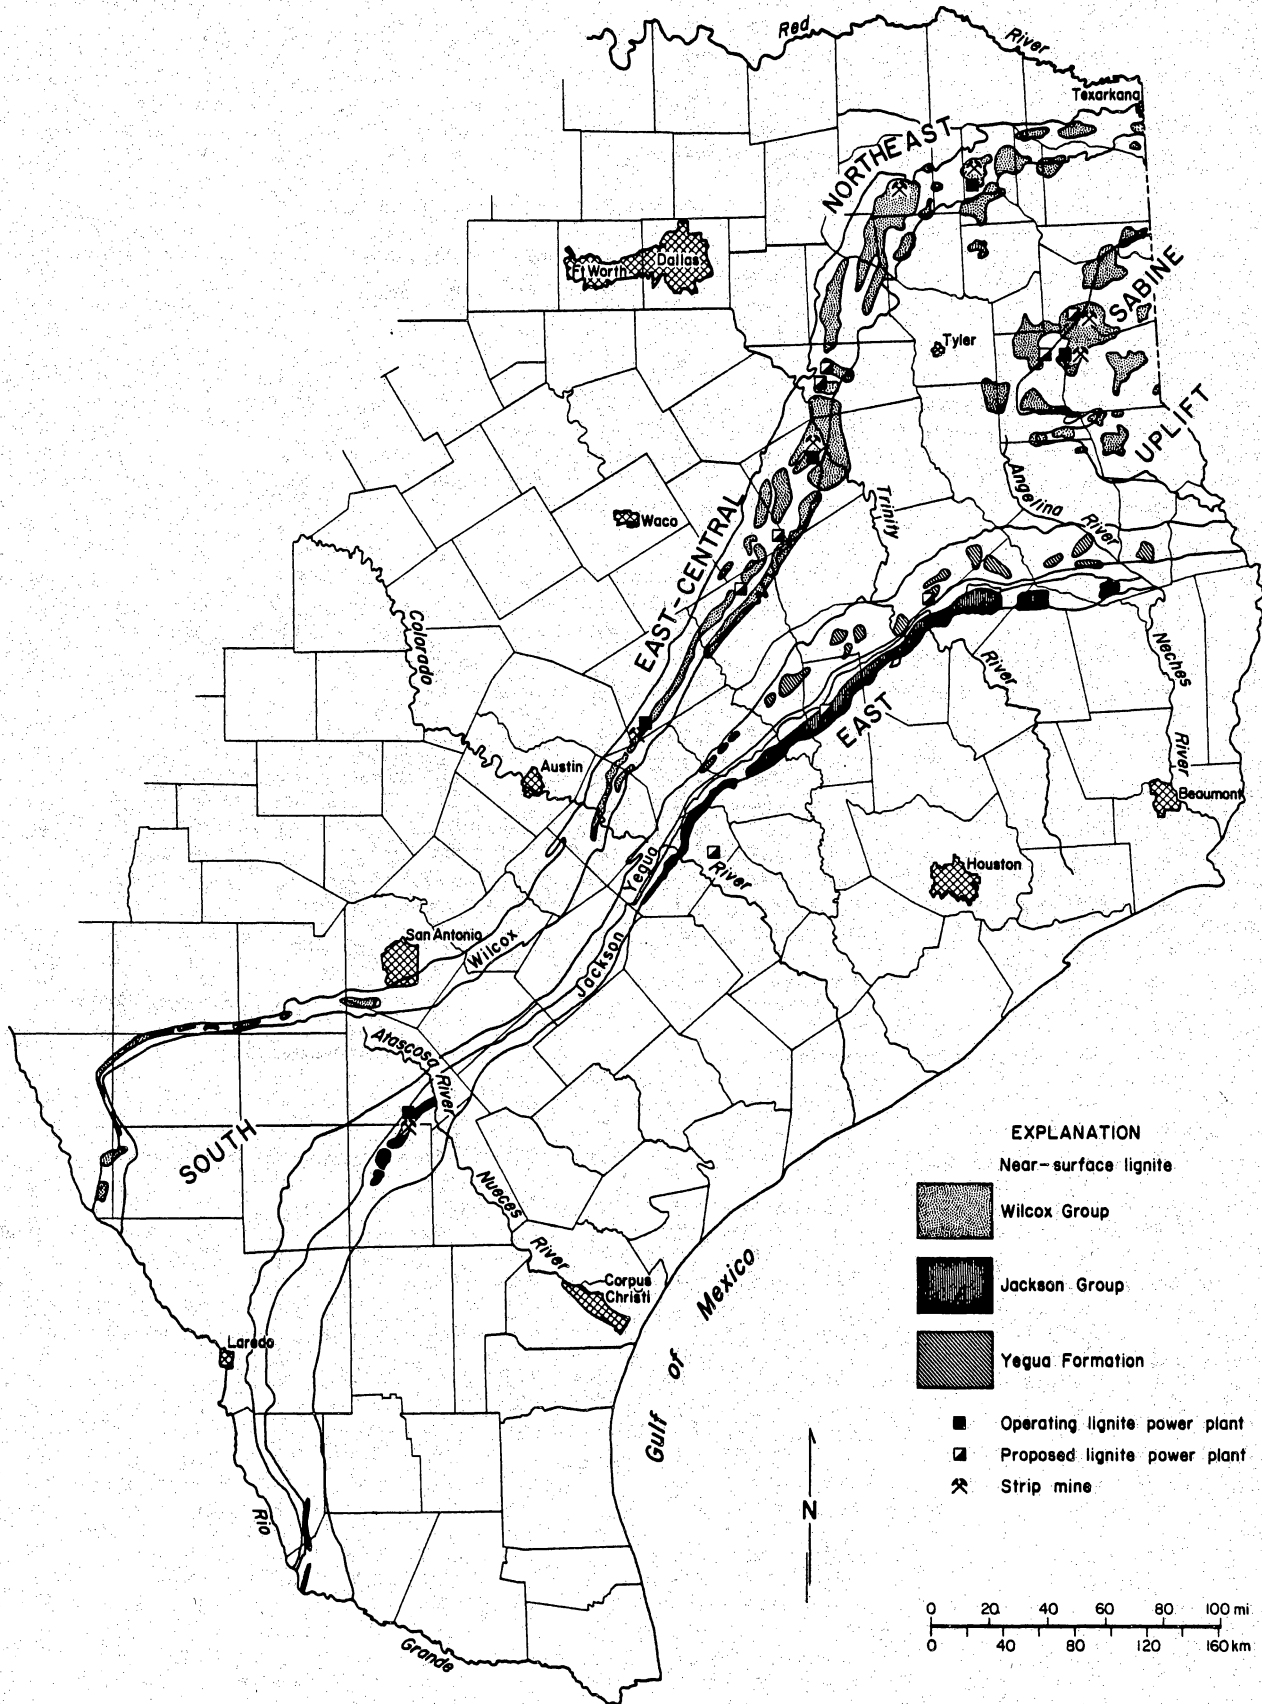 Red
River
Texarkana
NORTHEAST
Ft Worth
Dallas
SABINE
UPLIFT
Tyler
Waco
EAST-CENTRAL
Trinity
River
Angelina
River
Neches
River
Colorado
River
EAST
Austin
Beaumont
Houston
Yegua
San Antonio
Wilcox
Jackson
Atascosa
River
SOUTH
Nueces
River
Corpus
Christi
Laredo
Gulf of Mexico
Rio
Grande
N
EXPLANATION
Near-surface lignite
Wilcox Group
Jackson Group
Yegua Formation
Operating lignite power plant
Proposed lignite power plant
Strip mine
0 20 40 60 80 100 mi
0 40 80 120 160 km